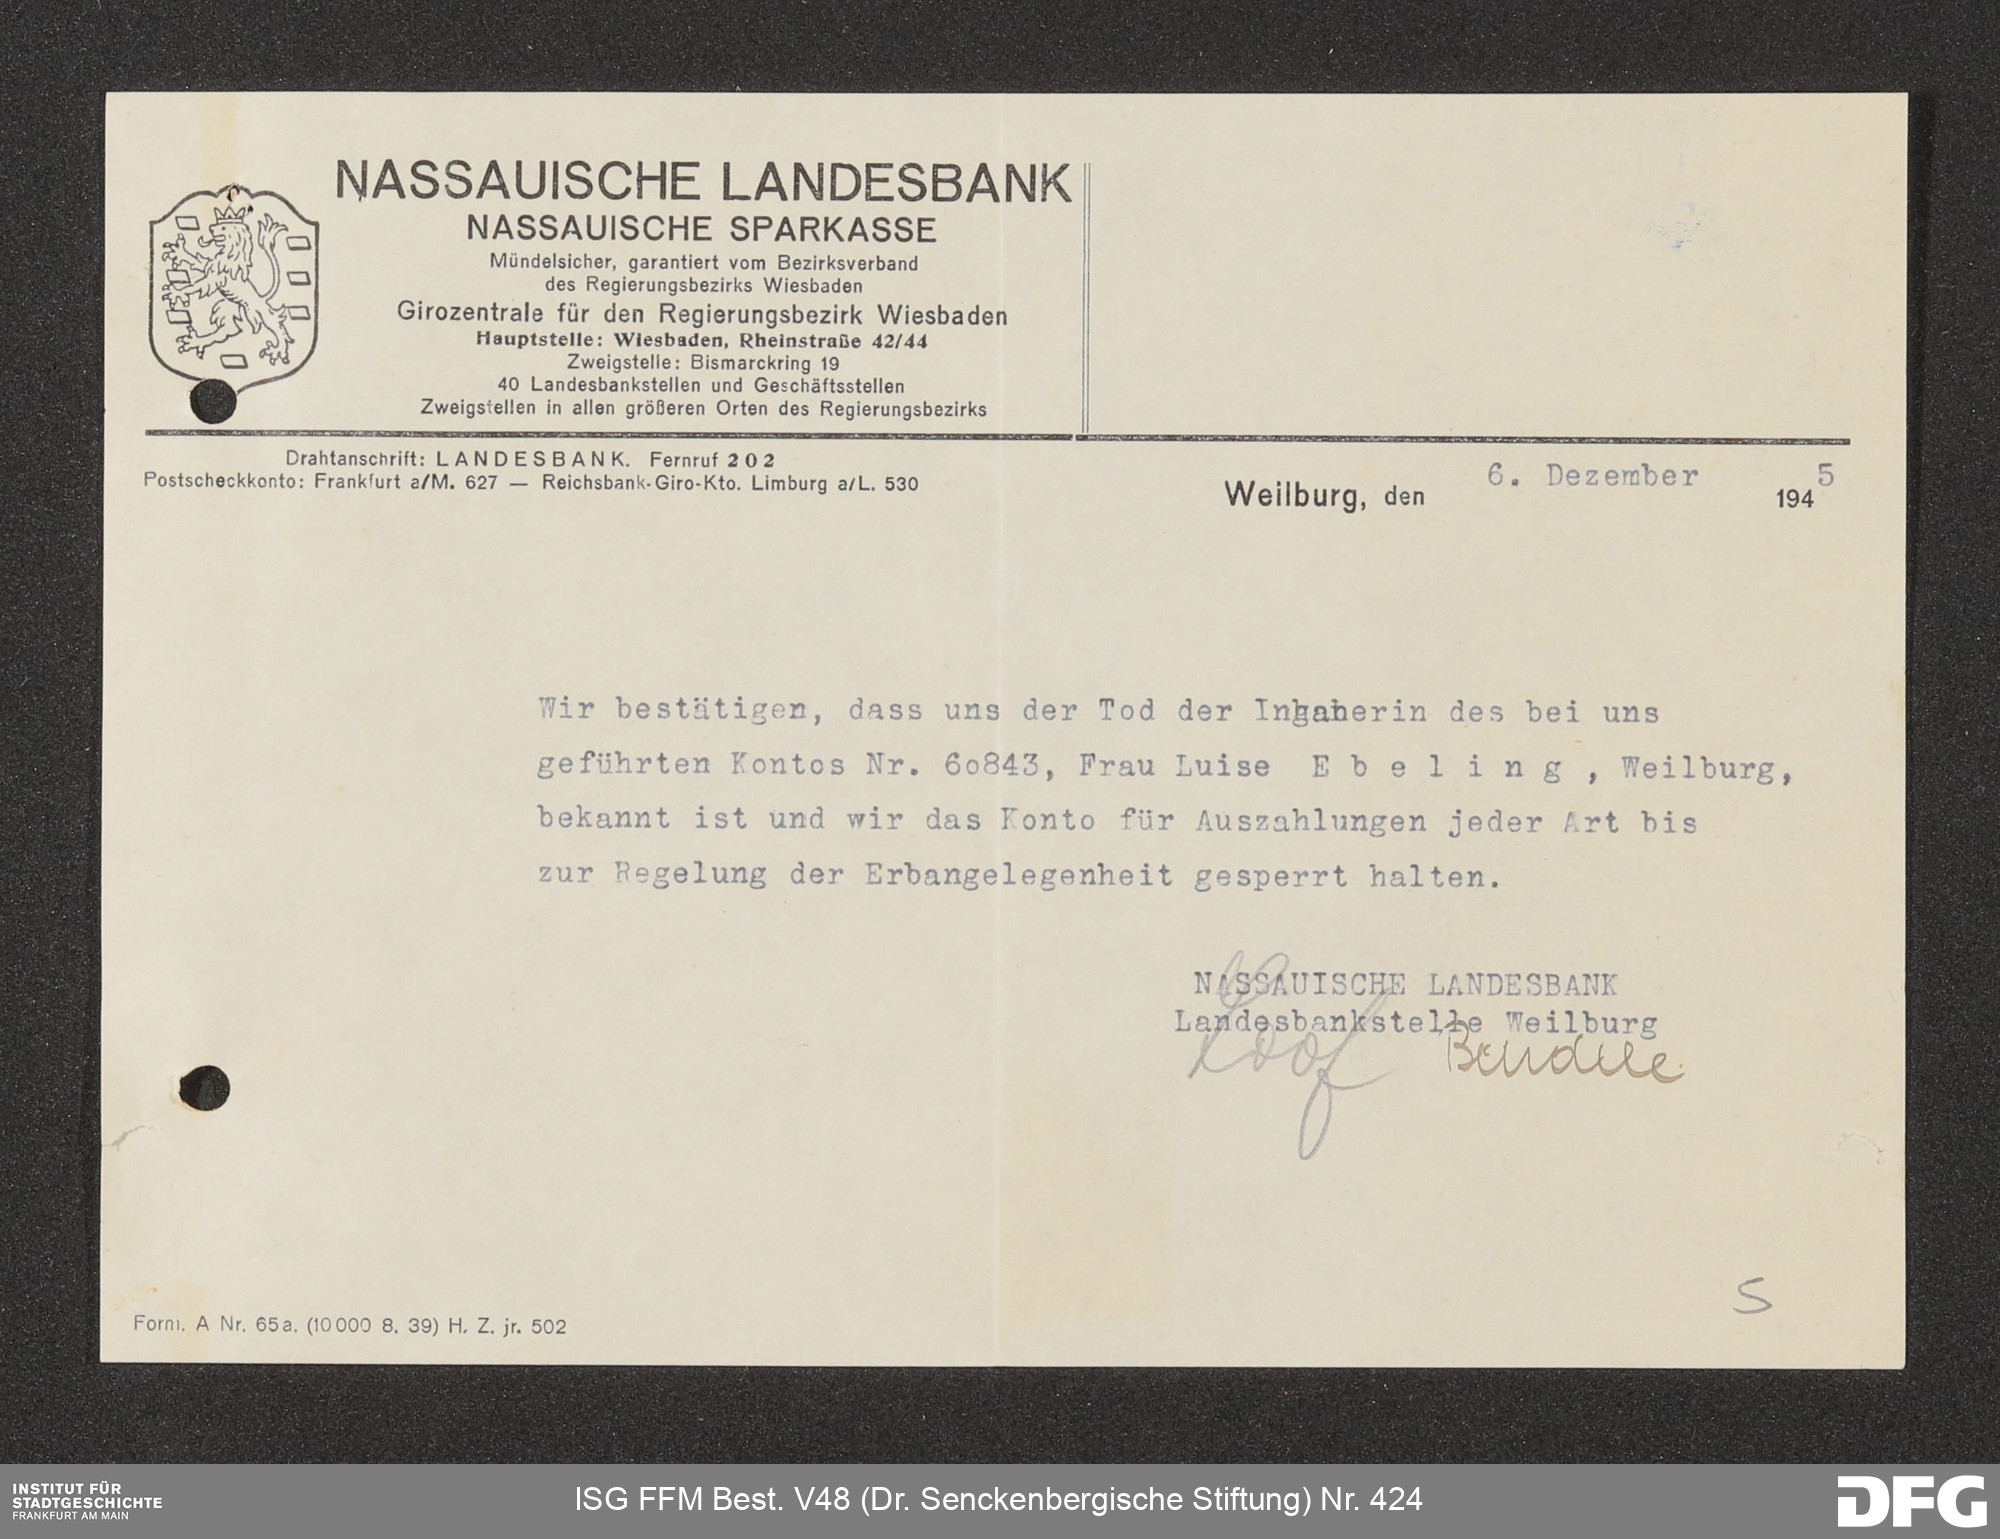 NASSAUISCHE LANDESBANK
NASSAUISCHE SPARKASSE
Mündelsicher, garantiert vom Bezirksverband
des Regierungsbezirks Wiesbaden
Girozentrale für den Regierungsbezirk Wiesbaden
Hauptstelle: Wiesbaden, Rheinstraße 42/44
Zweigstelle: Bismarckring 19
40 Landesbankstellen und Geschäftsstellen
Zweigstellen in allen größeren Orten des Regierungsbezirks
Drahtanschrift: LANDESBANK. Fernruf 202
Postscheckkonto: Frankfurt a/M. 627 — Reichsbank-Giro-Kto. Limburg a/L. 530
Weilburg, den 6. Dezember 1945
Wir bestätigen, dass uns der Tod der Inhaberin des bei uns
geführten Kontos Nr. 60843, Frau Luise E b e l i n g , Weilburg,
bekannt ist und wir das Konto für Auszahlungen jeder Art bis
zur Regelung der Erbangelegenheit gesperrt halten.
NASSAUISCHE LANDESBANK
Landesbankstelle Weilburg
Form. A Nr. 65a. (10000 8. 39) H. Z. jr. 502
INSTITUT FÜR
STADTGESCHICHTE
FRANKFURT AM MAIN
ISG FFM Best. V48 (Dr. Senckenbergische Stiftung) Nr. 424
DFG